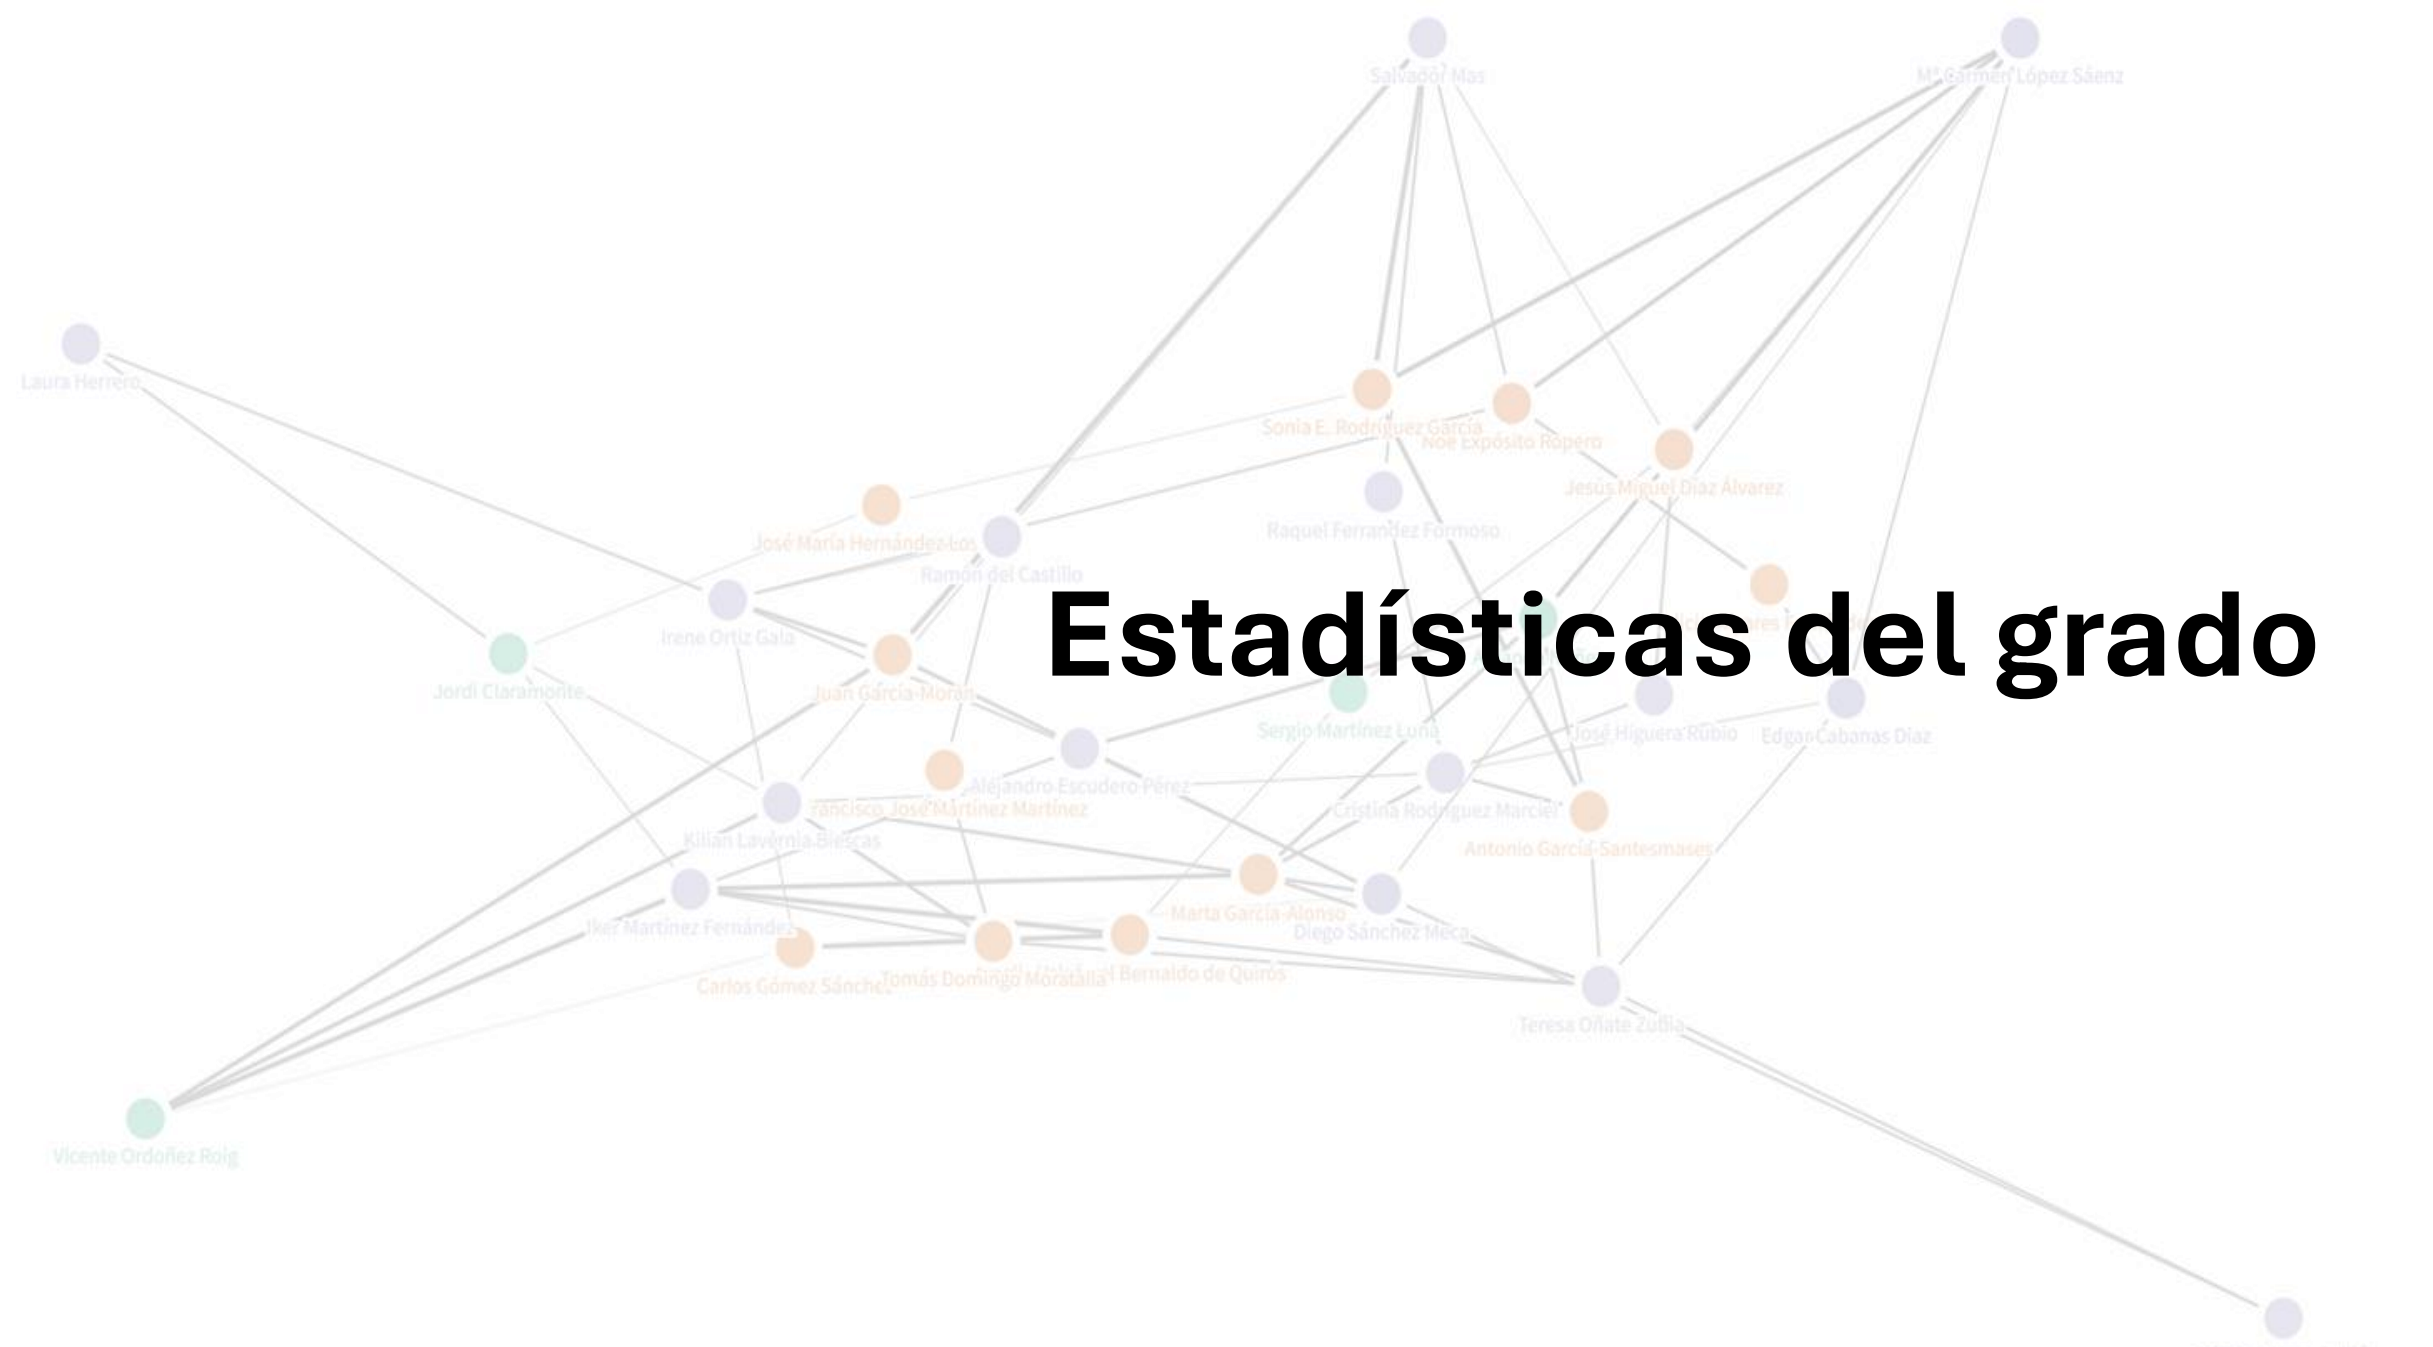 Salvador Mas
Mª Carmen López Sáenz
Laura Herrero
Sonia E. Rodríguez García
Noé Expósito Ropero
Jesús Miguel Díaz Álvarez
Raquel Ferrandez Formoso
José María Hernández Los
Ramón del Castillo
Estadísticas del grado
Irene Ortiz Gala
Jordi Claramonte
Juan García-Morán
Sergio Martínez Luna
José Higuera Rubio
Edgar Cabanas Díaz
Alejandro Escudero Pérez
Francisco José Martínez Martínez
Cristina Rodríguez Marciel
Kilian Lavernia Biescas
Antonio García-Santesmases
Marta García-Alonso
Iker Martínez Fernández
Diego Sánchez Meca
Carlos Gómez Sánchez
Tomás Domingo Moratalla
Bernaldo de Quirós
Teresa Oñate Zubía
Vicente Ordoñez Roig